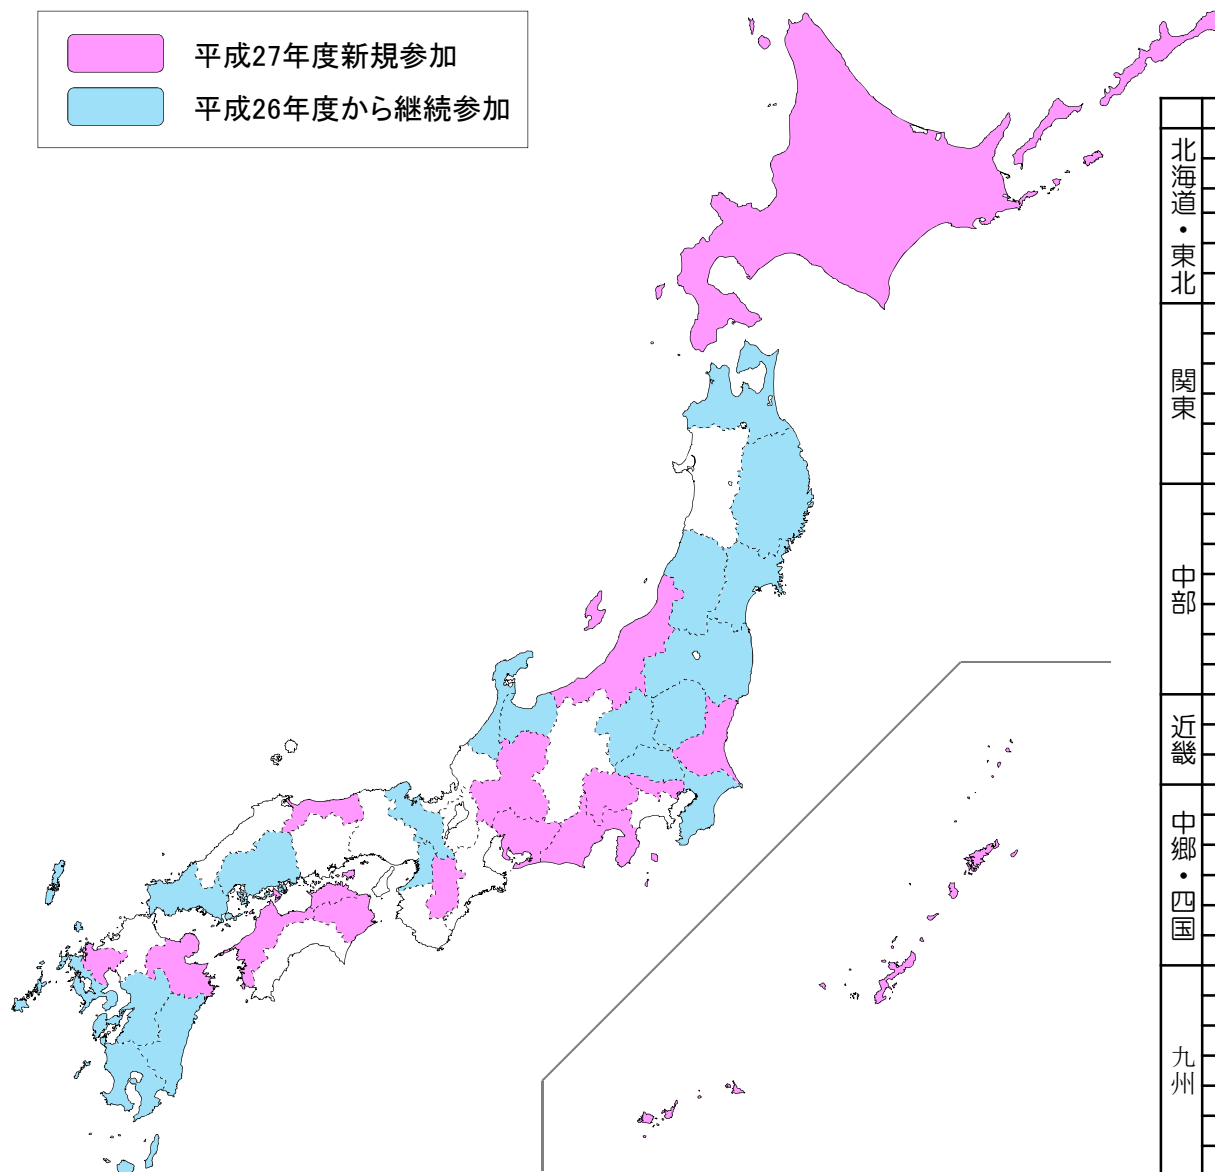 平成27年度新規参加
平成26年度から継続参加
北海道・東北
関東
中部
近畿
中郷・四国
九州